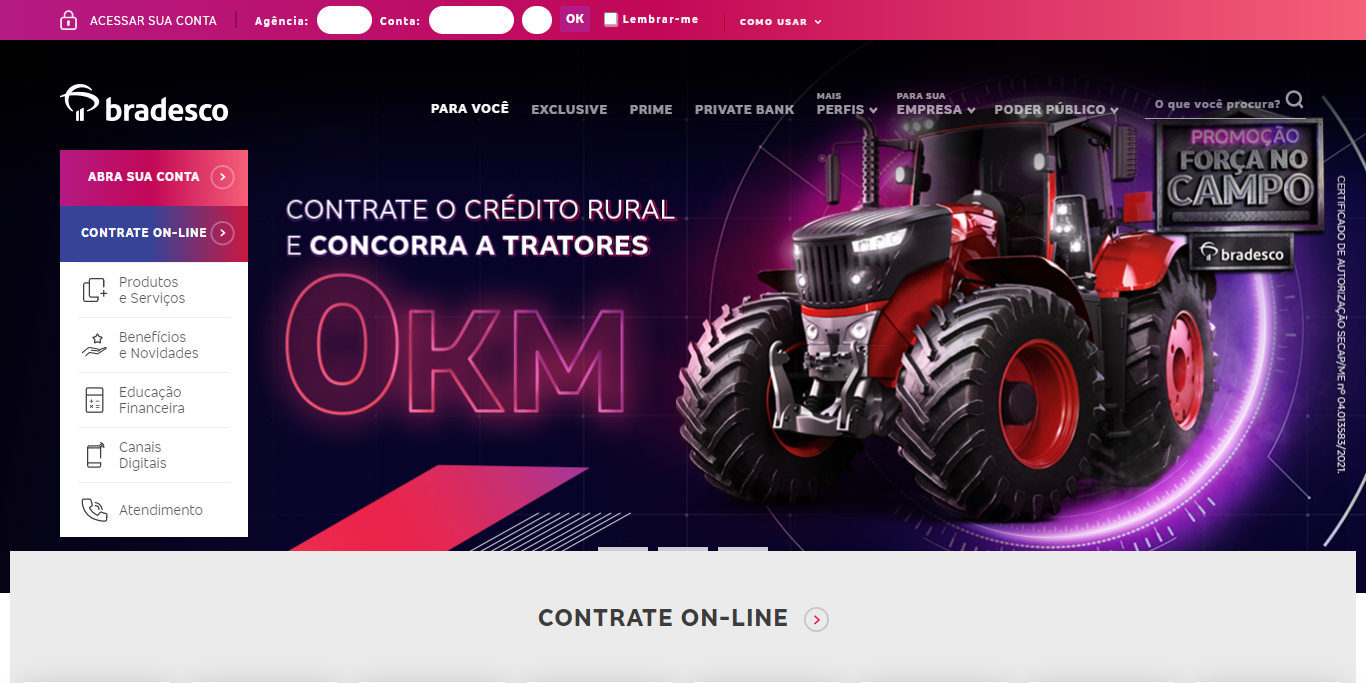 ACESSAR SUA CONTA
Agência:
Conta:
OK
Lembrar-me
COMO USAR
bradesco
PARA VOCÊ
EXCLUSIVE
PRIME
PRIVATE BANK
MAIS
PERFIS
PARA SUA
EMPRESA
PODER PÚBLICO
O que você procura?
ABRA SUA CONTA
CONTRATE ON-LINE
Produtos
e Serviços
Benefícios
e Novidades
Educação
Financeira
Canais
Digitais
Atendimento
CONTRATE O CRÉDITO RURAL
E CONCORRA A TRATORES
0KM
PROMOÇÃO
FORÇA NO
CAMPO
bradesco
CERTIFICADO DE AUTORIZAÇÃO SECAP/ME nº 04.013583/2021.
CONTRATE ON-LINE